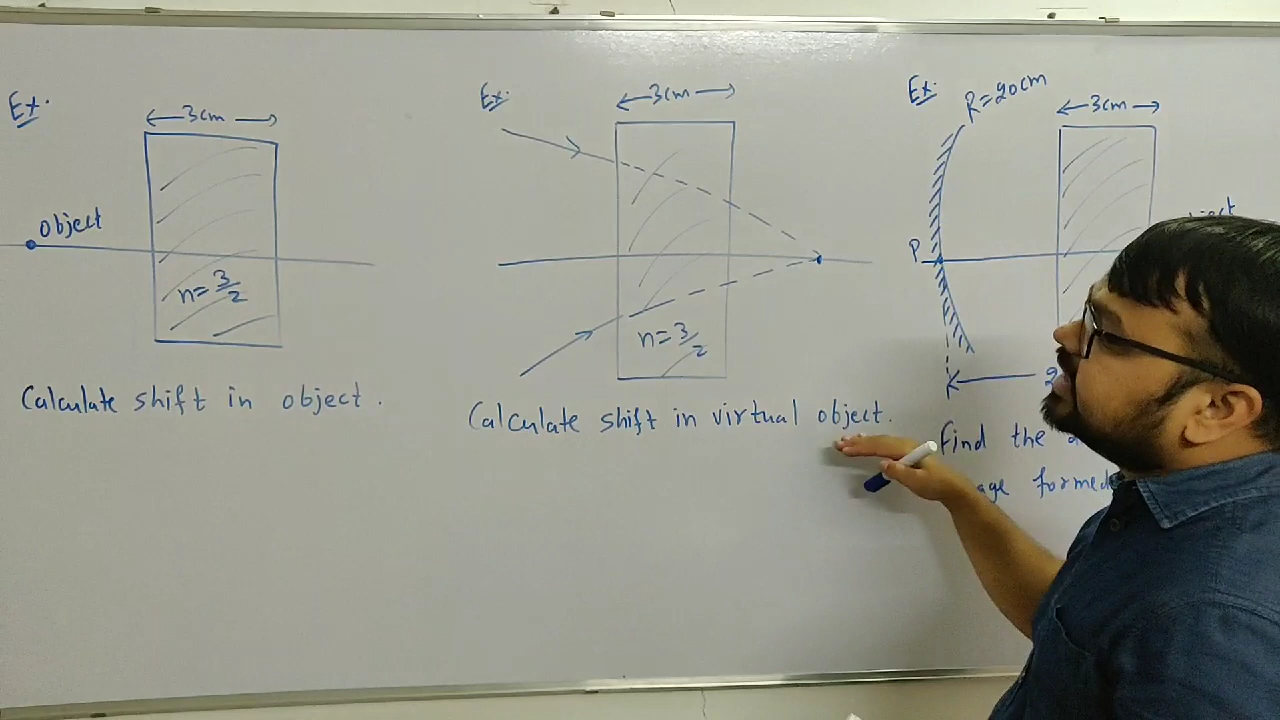 Ex:
3cm
object
n=3/2
Calculate shift in object.
Ex:
3cm
n=3/2
Calculate shift in virtual object.
Ex:
R=20cm
3cm
P
Find the
formed